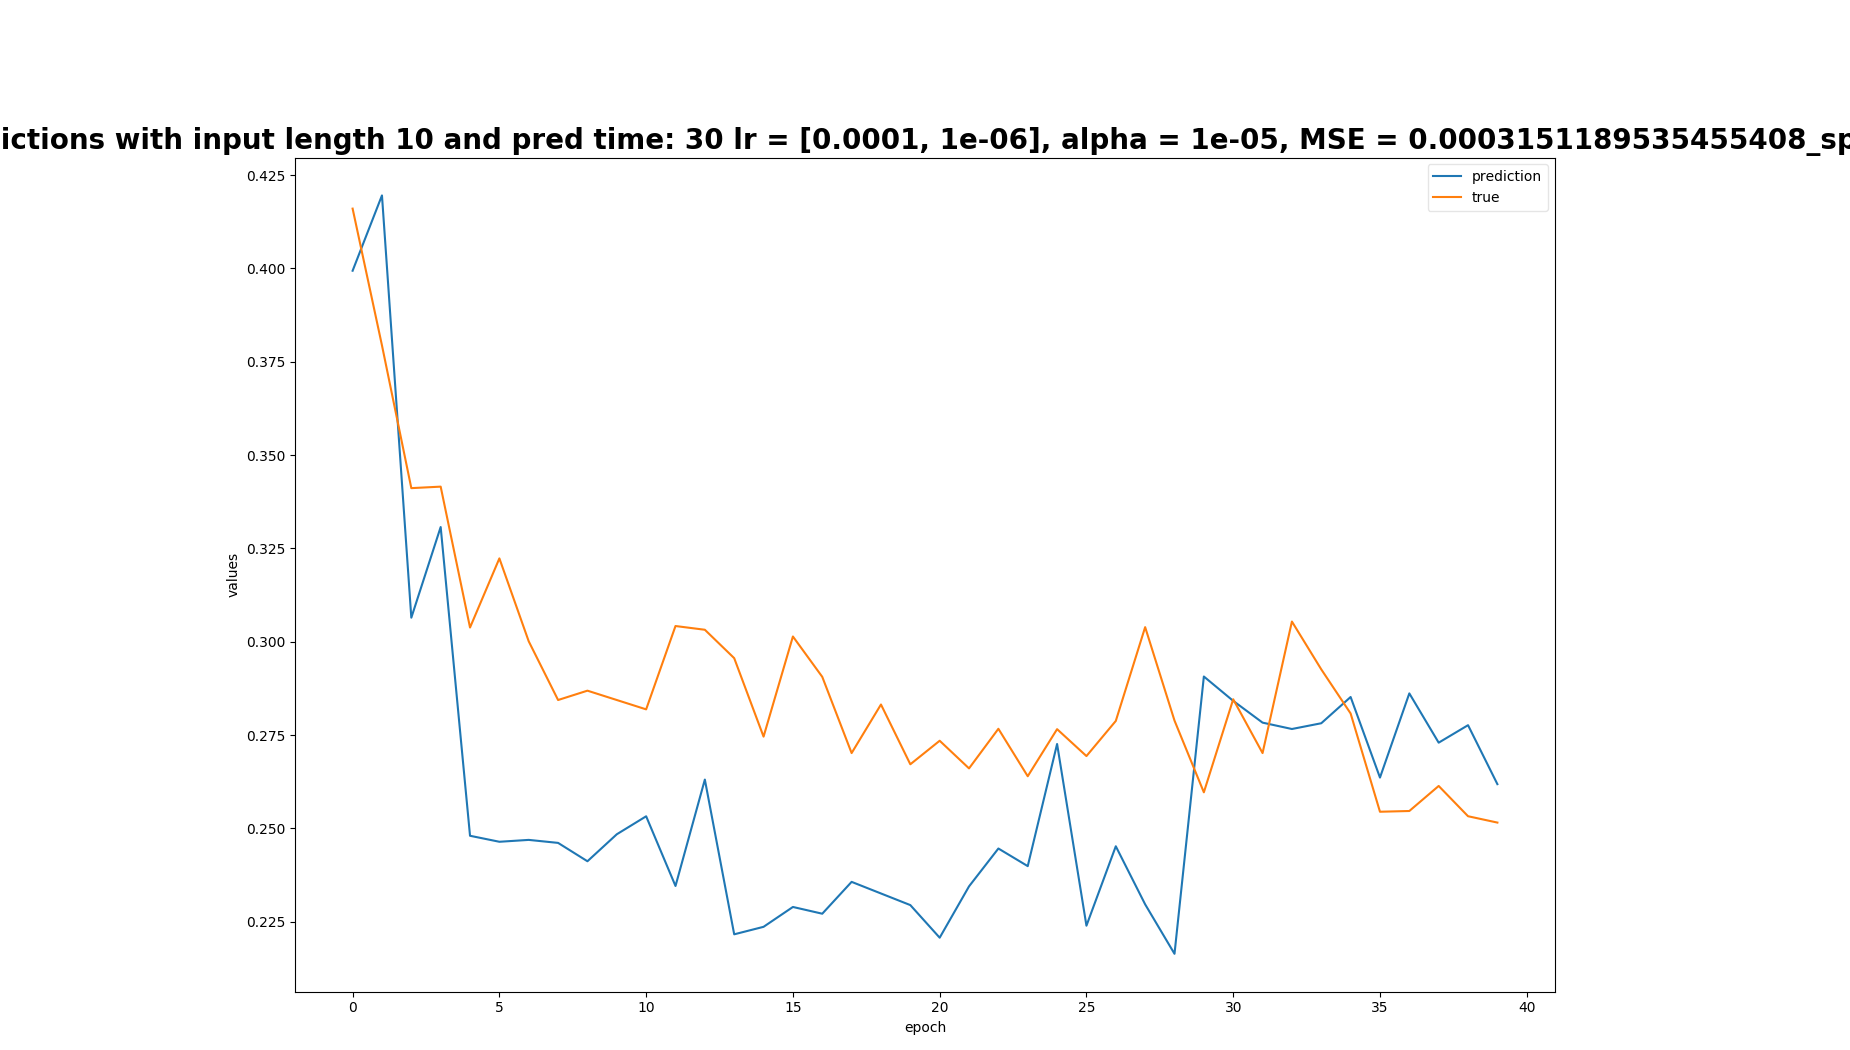 ictions with input length 10 and pred time: 30 lr = [0.0001, 1e-06], alpha = 1e-05, MSE = 0.0003151189535455408_sp
prediction
true
0.425
0.400
0.375
0.350
0.325
0.300
0.275
0.250
0.225
values
0 5 10 15 20 25 30 35 40
epoch